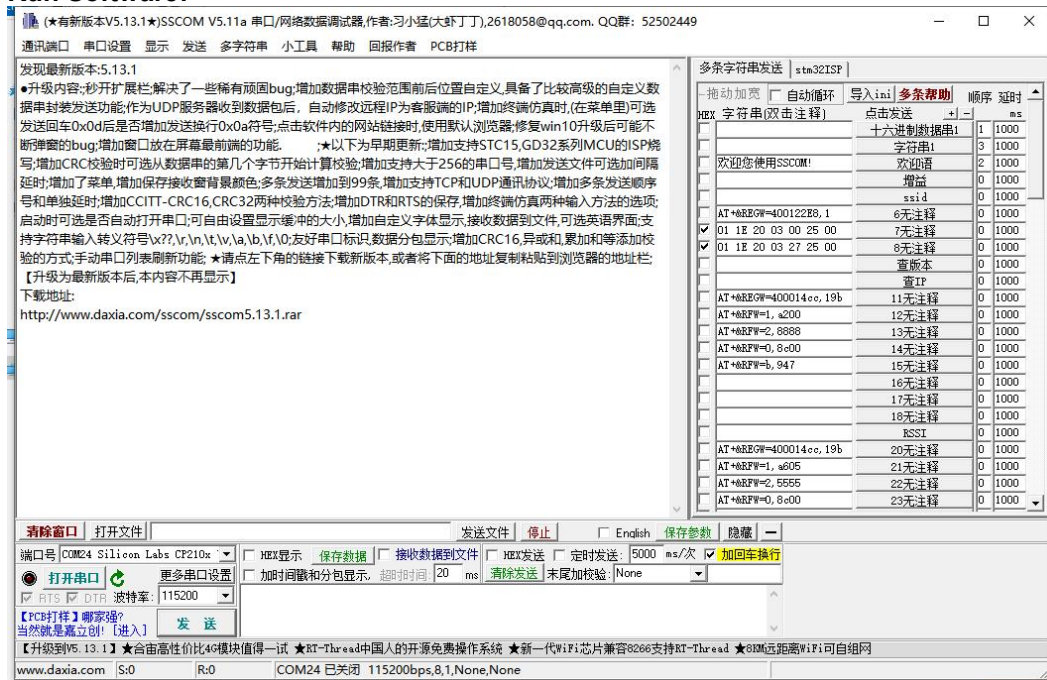 (★有新版本V5.13.1★)SSCOM V5.11a 串口/网络数据调试器,作者:习小猛(大虾丁丁),2618058@qq.com. QQ群: 52502449
通讯端口 串口设置 显示 发送 多字符串 小工具 帮助 回报作者 PCB打样
发现最新版本:5.13.1
●升级内容:;秒开扩展栏;解决了一些稀有顽固bug;增加数据串校验范围前后位置自定义,具备了比较高级的自定义数
据串封装发送功能;作为UDP服务器收到数据包后，自动修改远程IP为客服端的IP;增加终端仿真时,(在菜单里)可选
发送回车0x0d后是否增加发送换行0x0a符号;点击软件内的网站链接时,使用默认浏览器;修复win10升级后可能不
断弹窗的bug;增加窗口放在屏幕最前端的功能. ;★以下为早期更新:;增加支持STC15,GD32系列MCU的ISP烧
写;增加CRC校验时可选从数据串的第几个字节开始计算校验;增加支持大于256的串口号,增加发送文件可选加间隔
延时;增加了菜单,增加保存接收窗背景颜色;多条发送增加到99条,增加支持TCP和UDP通讯协议;增加多条发送顺序
号和单独延时;增加CCITT-CRC16,CRC32两种校验方法;增加DTR和RTS的保存,增加终端仿真两种输入方法的选项;
启动时可选是否自动打开串口;可自由设置显示缓冲的大小,增加自定义字体显示,接收数据到文件,可选英语界面;支
持字符串输入转义符号\x??,\r,\n,\t,\v,\a,\b,\f,\0;友好串口标识,数据分包显示;增加CRC16,异或和,累加和等添加校
验的方式;手动串口列表刷新功能; ★请点左下角的链接下载新版本,或者将下面的地址复制粘贴到浏览器的地址栏;
【升级为最新版本后,本内容不再显示】
下载地址:
http://www.daxia.com/sscom/sscom5.13.1.rar
多条字符串发送 stm32ISP
拖动加宽 自动循环 导入ini 多条帮助 顺序 延时
HEX 字符串(双击注释) 点击发送 + - ms
十六进制数据串1 1 1000
字符串1 3 1000
欢迎您使用SSCOM! 欢迎语 2 1000
增益 0 1000
ssid 0 1000
AT+&REGW=400122E8,1 6无注释 0 1000
01 1E 20 03 00 25 00 7无注释 0 1000
01 1E 20 03 27 25 00 8无注释 0 1000
查版本 0 1000
查IP 0 1000
AT+&REGW=400014cc,19b 11无注释 0 1000
AT+&RFW=1,a200 12无注释 0 1000
AT+&RFW=2,8888 13无注释 0 1000
AT+&RFW=0,8c00 14无注释 0 1000
AT+&RFW=b,947 15无注释 0 1000
16无注释 0 1000
17无注释 0 1000
18无注释 0 1000
RSSI 0 1000
AT+&REGW=400014cc,19b 20无注释 0 1000
AT+&RFW=1,a605 21无注释 0 1000
AT+&RFW=2,5555 22无注释 0 1000
AT+&RFW=0,8c00 23无注释 0 1000
清除窗口 打开文件 发送文件 停止 English 保存参数 隐藏 —
端口号 COM24 Silicon Labs CP210x HEX显示 保存数据 接收数据到文件 HEX发送 定时发送: 5000 ms/次 加回车换行
打开串口 更多串口设置 加时间戳和分包显示. 超时时间: 20 ms 清除发送 末尾加校验: None
RTS DTR 波特率: 115200
【PCB打样】哪家强?
当然就是嘉立创! [进入] 发 送
【升级到V5.13.1】★合宙高性价比4G模块值得一试 ★RT-Thread中国人的开源免费操作系统 ★新一代WiFi芯片兼容8266支持RT-Thread ★8KM远距离WiFi可自组网
www.daxia.com S:0 R:0 COM24 已关闭 115200bps,8,1,None,None